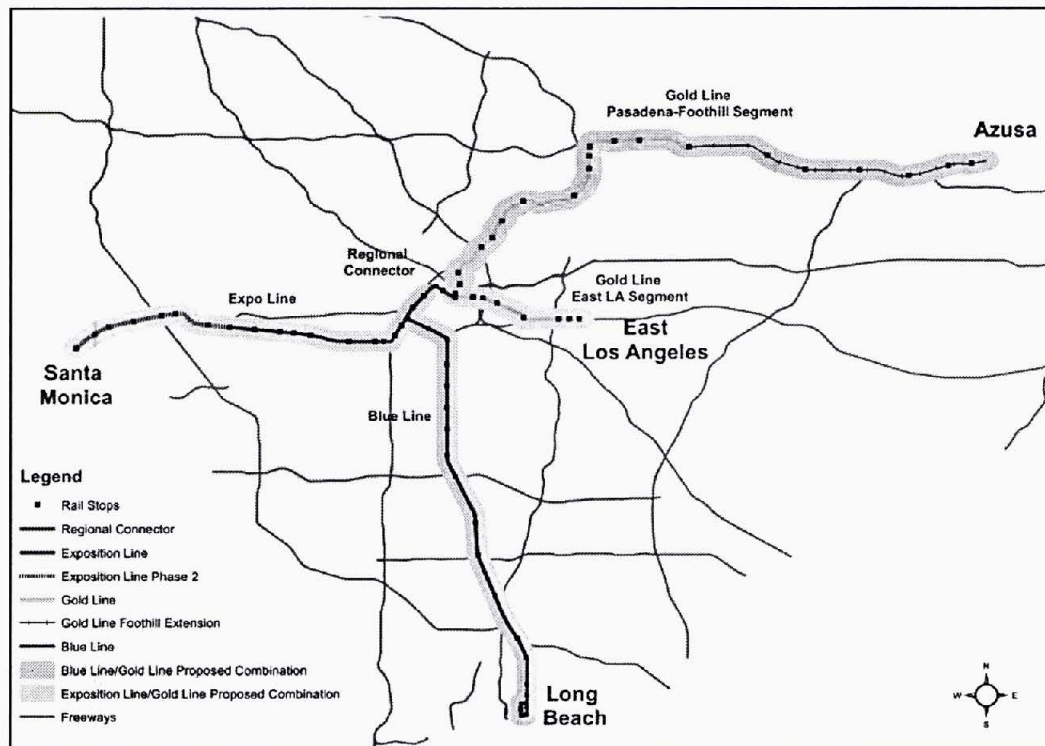 Gold Line
Pasadena-Foothill Segment
Azusa
Regional
Connector
Gold Line
East LA Segment
Expo Line
East
Los Angeles
Santa
Monica
Blue Line
Legend
Rail Stops
Regional Connector
Exposition Line
Exposition Line Phase 2
Gold Line
Gold Line Foothill Extension
Blue Line
Blue Line/Gold Line Proposed Combination
Exposition Line/Gold Line Proposed Combination
Freeways
Long
Beach
N
W E
S